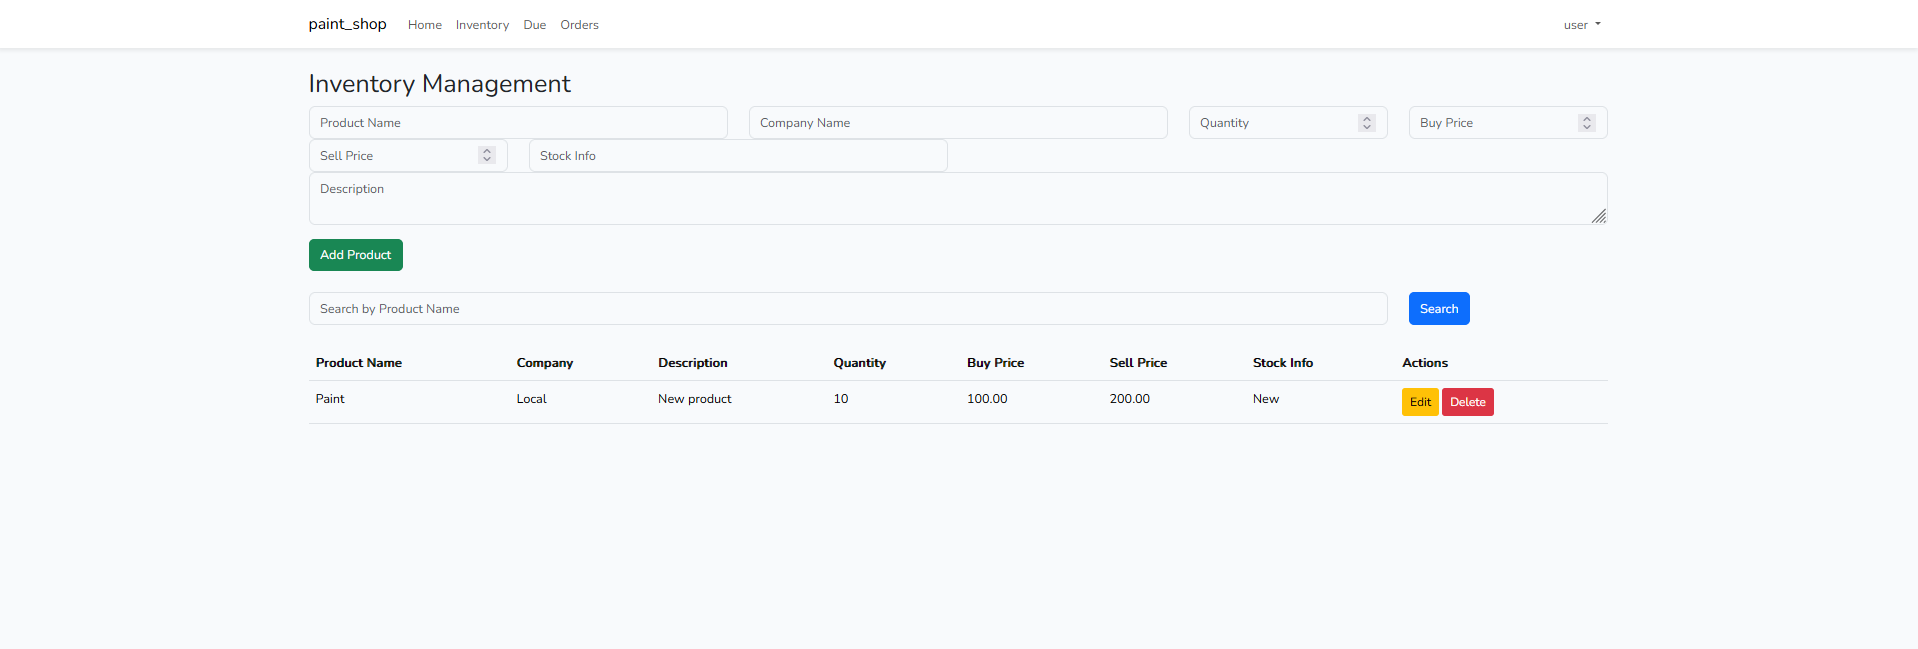 paint_shop Home Inventory Due Orders user
Inventory Management
Product Name Company Name Quantity Buy Price
Sell Price Stock Info
Description
Add Product
Search by Product Name Search
Product Name Company Description Quantity Buy Price Sell Price Stock Info Actions
Paint Local New product 10 100.00 200.00 New Edit Delete